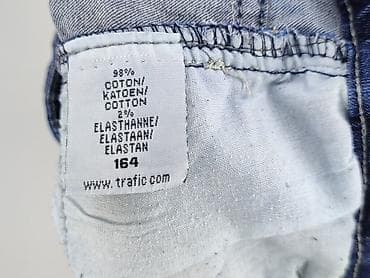 98%
COTON/
KATOEN/
COTTON
2%
ELASTHANNE/
ELASTAAN/
ELASTAN
164
www.trafic.com